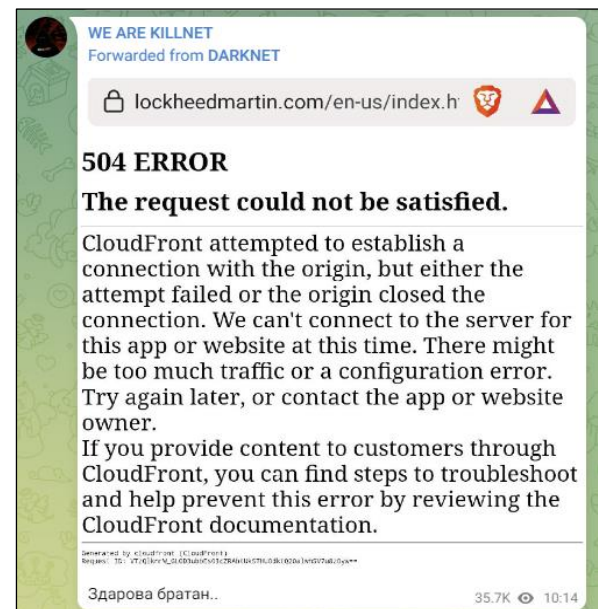 WE ARE KILLNET
Forwarded from DARKNET
lockheedmartin.com/en-us/index.h
504 ERROR
The request could not be satisfied.
CloudFront attempted to establish a
connection with the origin, but either the
attempt failed or the origin closed the
connection. We can't connect to the server for
this app or website at this time. There might
be too much traffic or a configuration error.
Try again later, or contact the app or website
owner.
If you provide content to customers through
CloudFront, you can find steps to troubleshoot
and help prevent this error by reviewing the
CloudFront documentation.
Generated by cloudfront (CloudFront)
Request ID:
Здарова братан..
35.7K 10:14